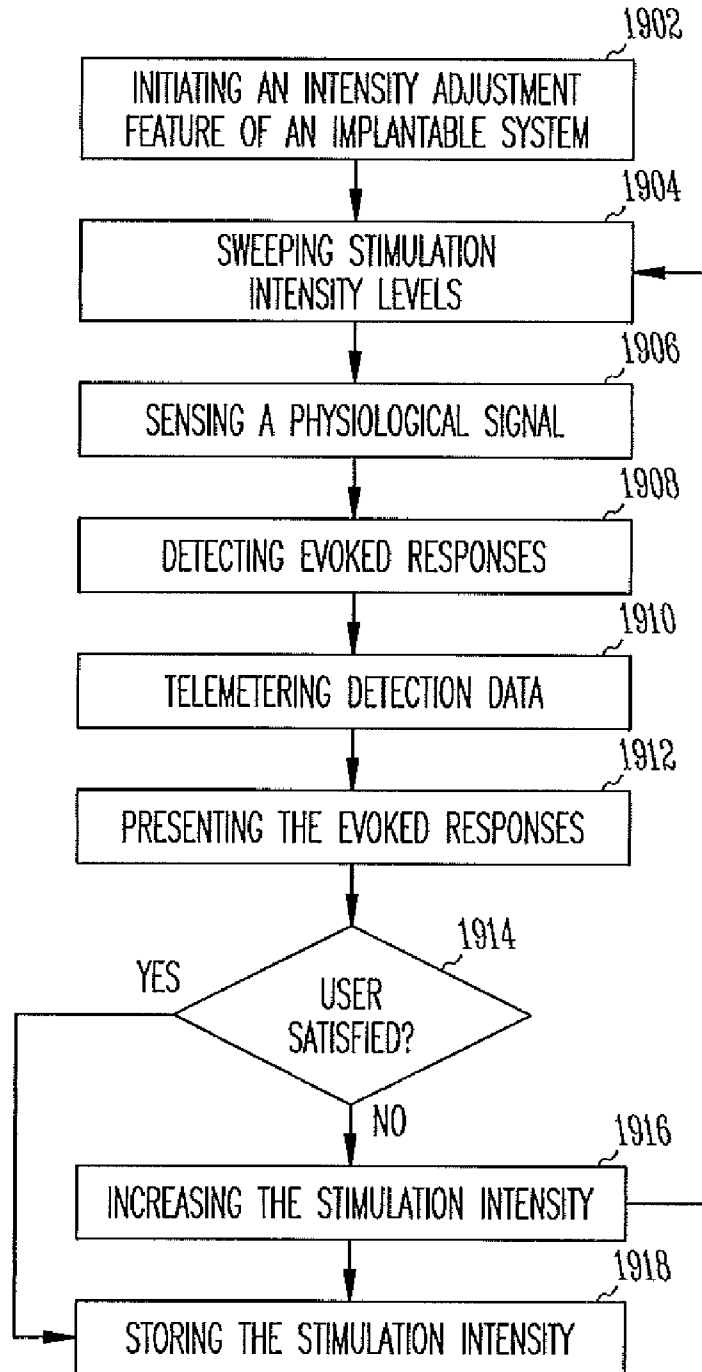 1902
INITIATING AN INTENSITY ADJUSTMENT
FEATURE OF AN IMPLANTABLE SYSTEM
1904
SWEEPING STIMULATION
INTENSITY LEVELS
1906
SENSING A PHYSIOLOGICAL SIGNAL
1908
DETECTING EVOKED RESPONSES
1910
TELEMETERING DETECTION DATA
1912
PRESENTING THE EVOKED RESPONSES
1914
YES
USER
SATISFIED?
NO
1916
INCREASING THE STIMULATION INTENSITY
1918
STORING THE STIMULATION INTENSITY